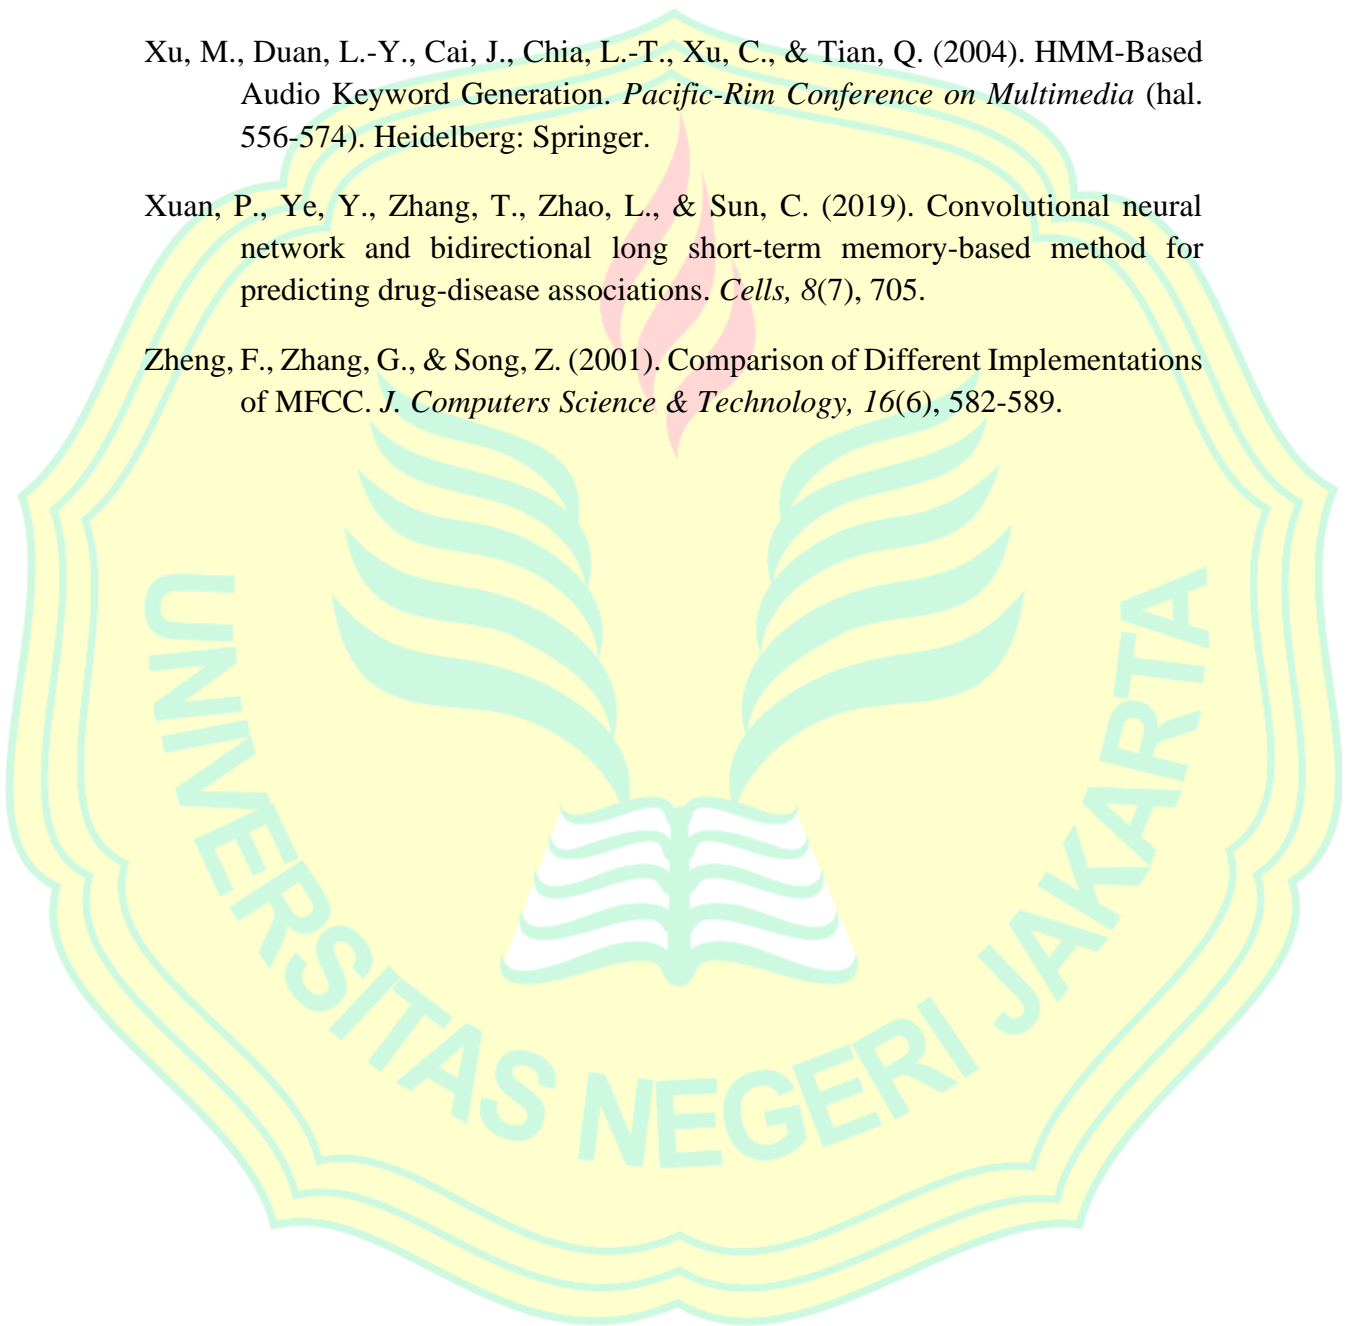 Xu, M., Duan, L.-Y., Cai, J., Chia, L.-T., Xu, C., & Tian, Q. (2004). HMM-Based
Audio Keyword Generation. Pacific-Rim Conference on Multimedia (hal.
556-574). Heidelberg: Springer.
Xuan, P., Ye, Y., Zhang, T., Zhao, L., & Sun, C. (2019). Convolutional neural
network and bidirectional long short-term memory-based method for
predicting drug-disease associations. Cells, 8(7), 705.
Zheng, F., Zhang, G., & Song, Z. (2001). Comparison of Different Implementations
of MFCC. J. Computers Science & Technology, 16(6), 582-589.
UNIVERSITAS NEGERI JAKARTA